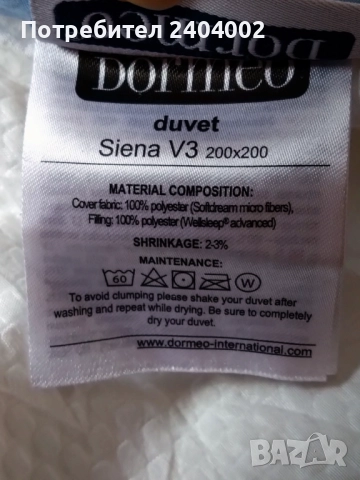 Потребител 2404002
Dormeo
Dormeo
duvet
Siena V3 200x200
MATERIAL COMPOSITION:
Cover fabric: 100% polyester (Softdream micro fibers),
Filling: 100% polyester (Wellsleep® advanced)
SHRINKAGE: 2-3%
MAINTENANCE:
60 W
To avoid clumping please shake your duvet after
washing and repeat while drying. Be sure to completely
dry your duvet.
www.dormeo-international.com
BAZAR